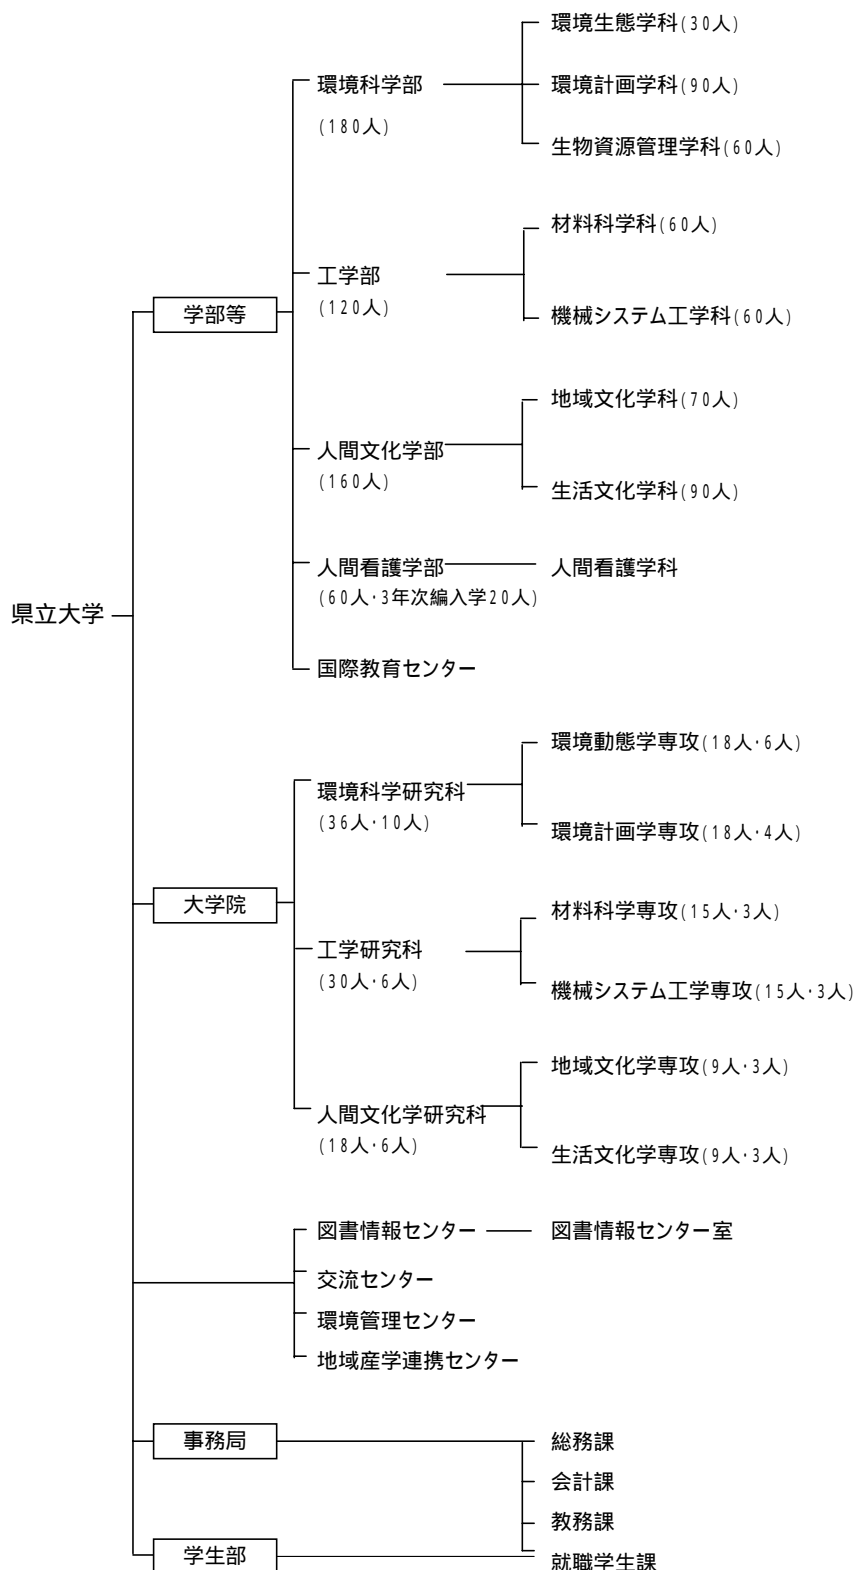 環境生態学科(30人)
環境科学部
環境計画学科(90人)
(180人)
生物資源管理学科(60人)
材料科学科(60人)
工学部
(120人)
学部等
機械システム工学科(60人)
地域文化学科(70人)
人間文化学部
(160人)
生活文化学科(90人)
人間看護学部
人間看護学科
(60人・3年次編入学20人)
県立大学
国際教育センター
環境動態学専攻(18人・6人)
環境科学研究科
(36人・10人)
環境計画学専攻(18人・4人)
大学院
材料科学専攻(15人・3人)
工学研究科
(30人・6人)
機械システム工学専攻(15人・3人)
地域文化学専攻(9人・3人)
人間文化学研究科
(18人・6人)
生活文化学専攻(9人・3人)
図書情報センター
図書情報センター室
交流センター
環境管理センター
地域産学連携センター
事務局
総務課
会計課
教務課
学生部
就職学生課